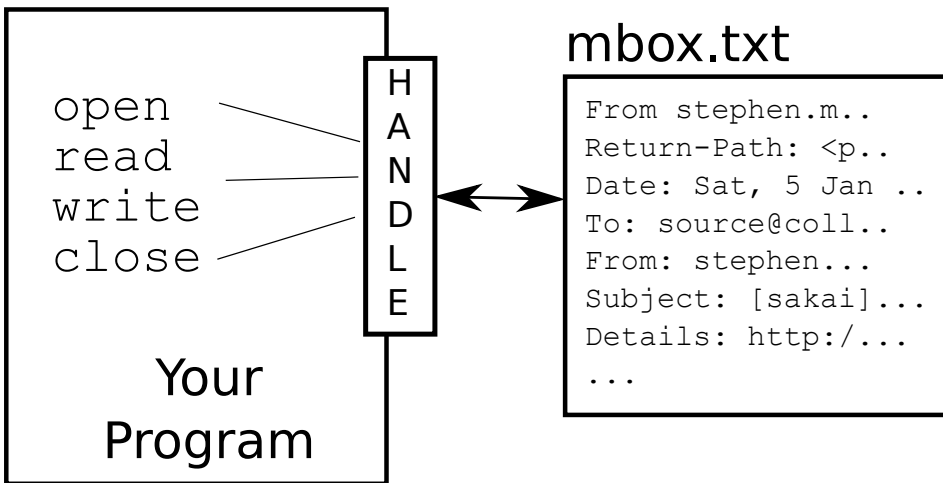 open
read
write
close
Your
Program
H
A
N
D
L
E
mbox.txt
From stephen.m..
Return-Path: <p..
Date: Sat, 5 Jan ..
To: source@coll..
From: stephen...
Subject: [sakai]...
Details: http:/...
...